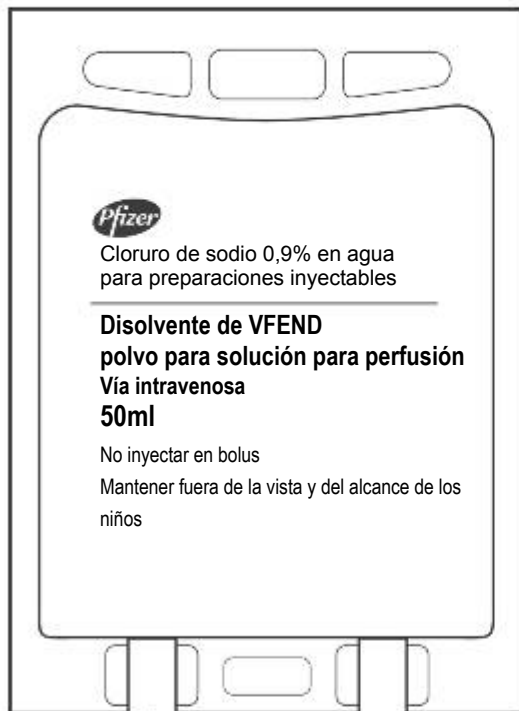 Pfizer
Cloruro de sodio 0,9% en agua
para preparaciones inyectables
Disolvente de VFEND
polvo para solución para perfusión
Vía intravenosa
50ml
No inyectar en bolus
Mantener fuera de la vista y del alcance de los
niños